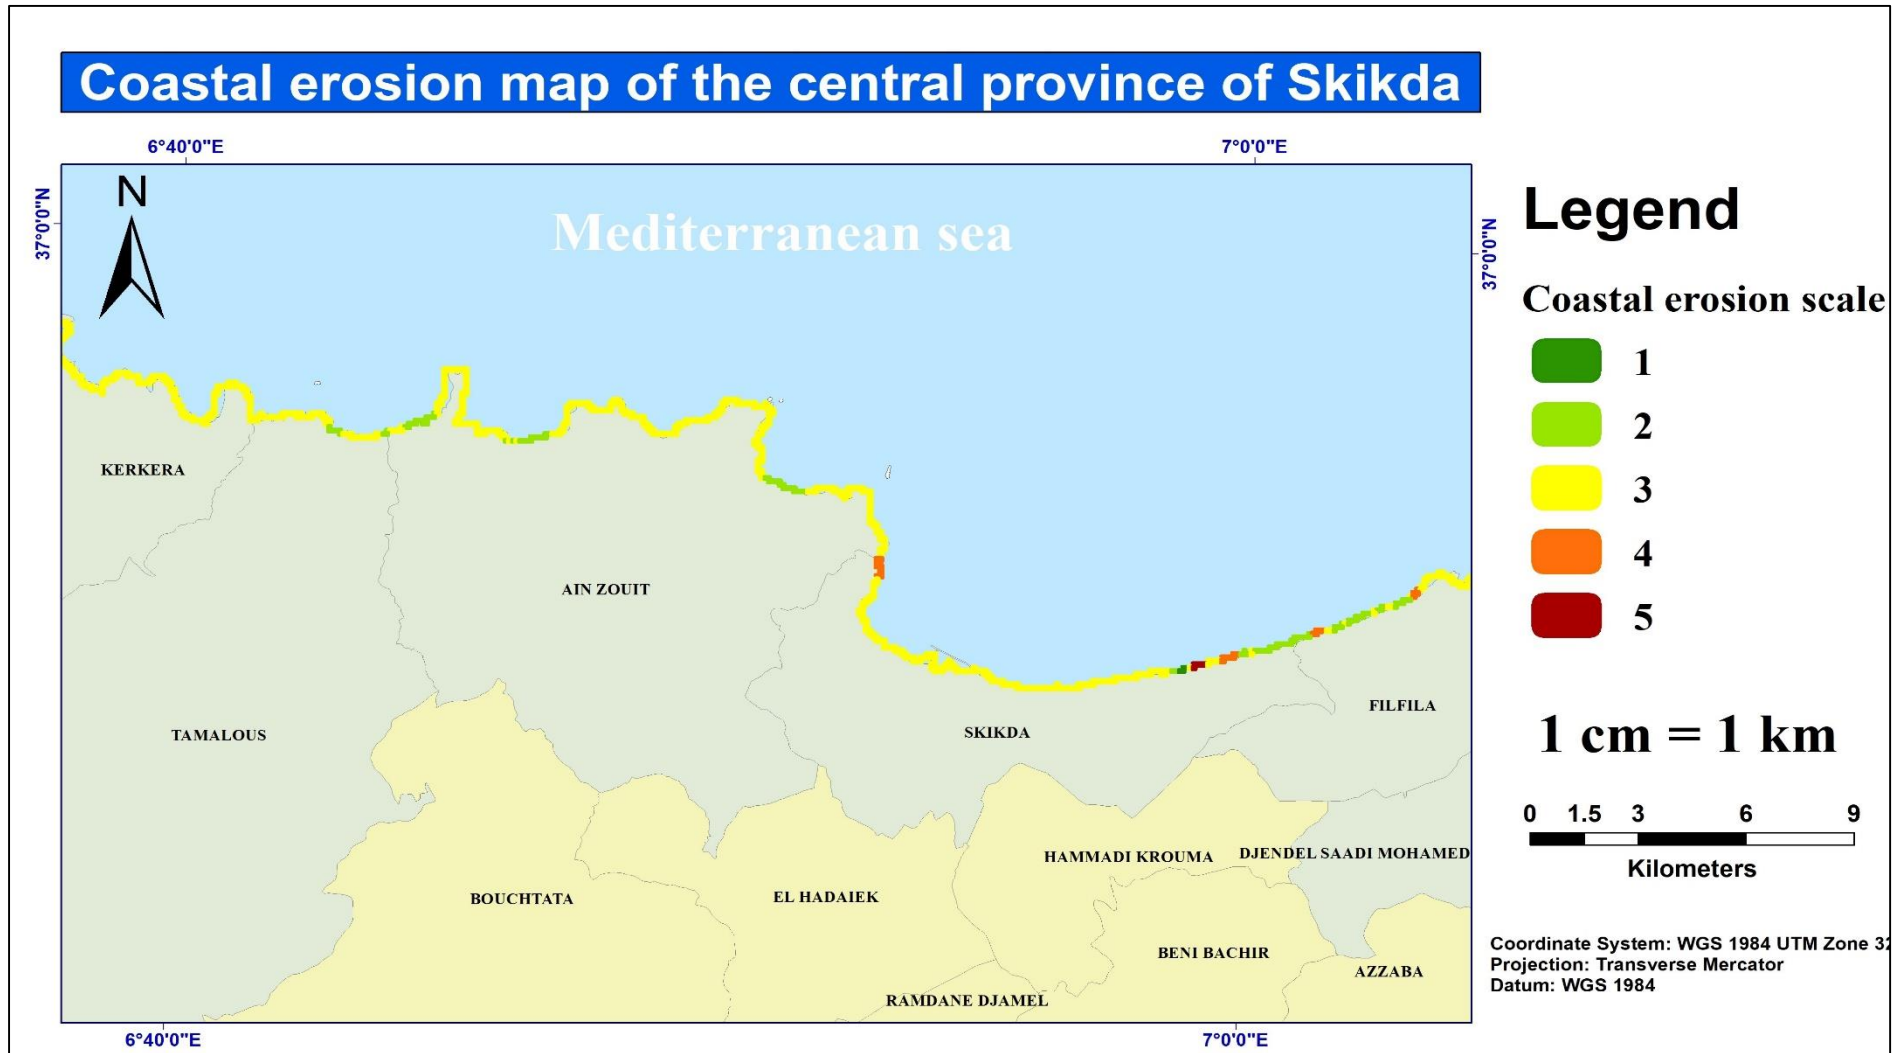 Coastal erosion map of the central province of Skikda
6°40'0"E
7°0'0"E
37°0'0"N
37°0'0"N
N
Mediterranean sea
KERKERA
AIN ZOUIT
TAMALOUS
SKIKDA
FILFILA
HAMMADI KROUMA
DJENDEL SAADI MOHAMED
BOUCHTATA
EL HADAIEK
BENI BACHIR
AZZABA
RAMDANE DJAMEL
6°40'0"E
7°0'0"E
Legend
Coastal erosion scale
1
2
3
4
5
1 cm = 1 km
0 1.5 3 6 9
Kilometers
Coordinate System: WGS 1984 UTM Zone 32
Projection: Transverse Mercator
Datum: WGS 1984